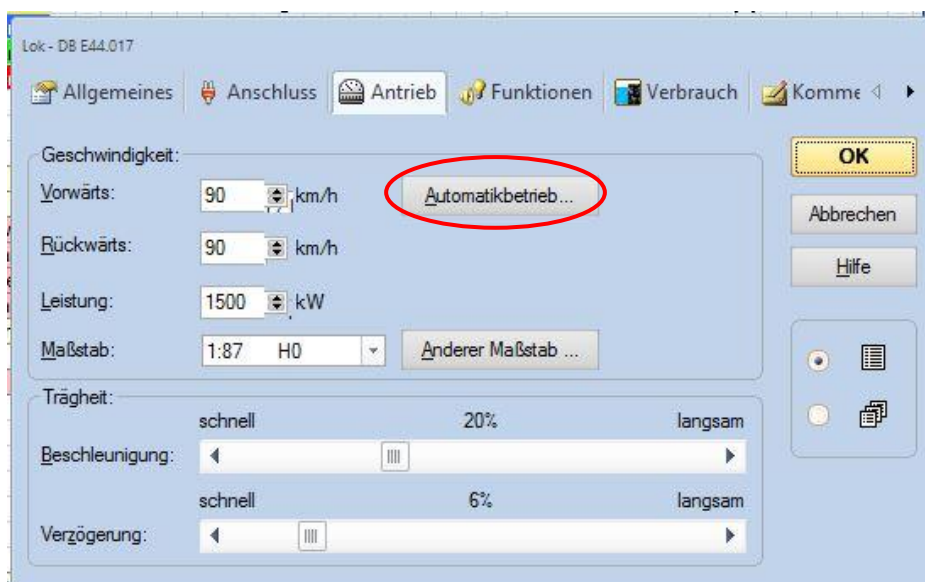 Lok - DB E44.017
Allgemeines Anschluss Antrieb Funktionen Verbrauch Komme
Geschwindigkeit:
Vorwärts: 90 km/h Automatikbetrieb...
Rückwärts: 90 km/h
Leistung: 1500 kW
Maßstab: 1:87 H0 Anderer Maßstab ...
OK
Abbrechen
Hilfe
Trägheit:
schnell 20% langsam
Beschleunigung:
schnell 6% langsam
Verzögerung: